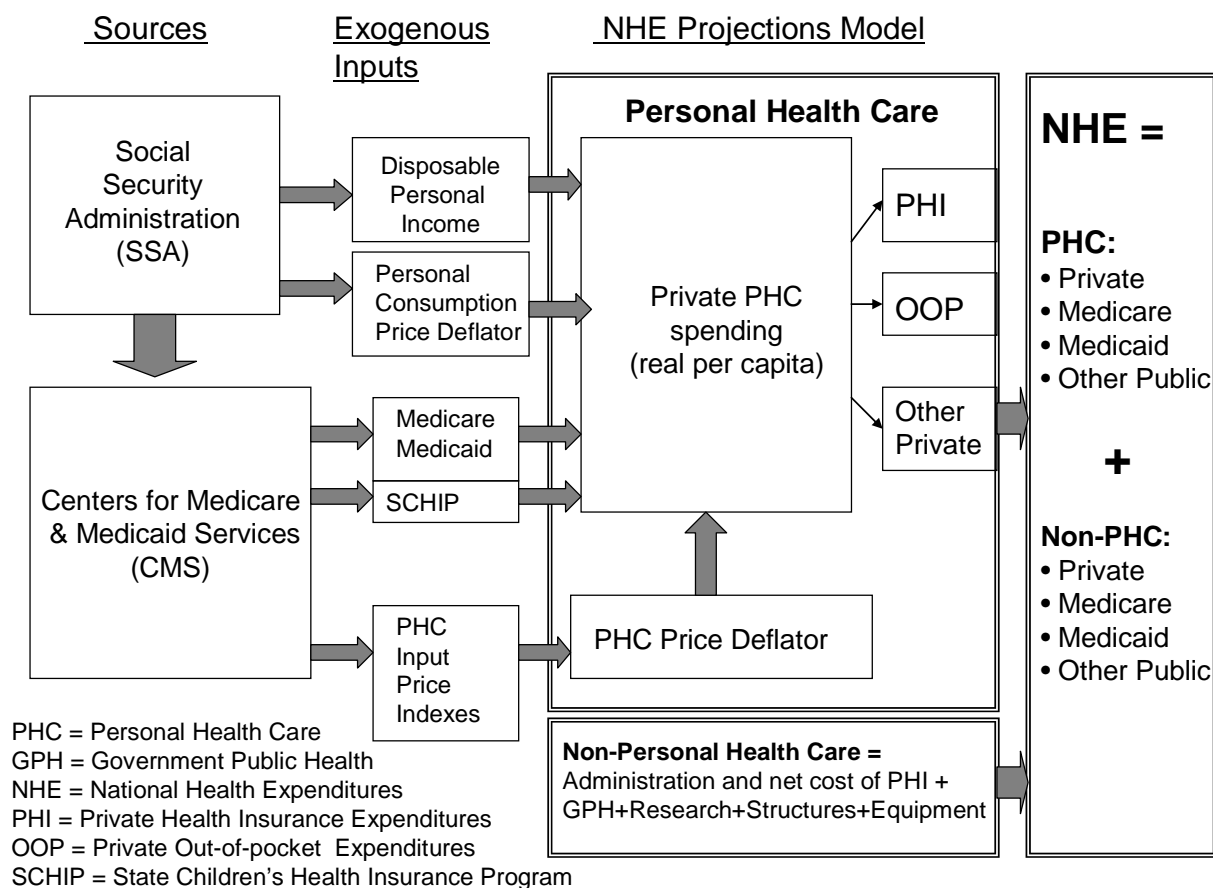 Sources
Exogenous
Inputs
NHE Projections Model
Social
Security
Administration
(SSA)
Centers for Medicare
& Medicaid Services
(CMS)
Disposable
Personal
Income
Personal
Consumption
Price Deflator
Medicare
Medicaid
SCHIP
PHC
Input
Price
Indexes
Personal Health Care
Private PHC
spending
(real per capita)
PHI
OOP
Other
Private
PHC Price Deflator
Non-Personal Health Care =
Administration and net cost of PHI +
GPH+Research+Structures+Equipment
NHE =
PHC:
• Private
• Medicare
• Medicaid
• Other Public
+
Non-PHC:
• Private
• Medicare
• Medicaid
• Other Public
PHC = Personal Health Care
GPH = Government Public Health
NHE = National Health Expenditures
PHI = Private Health Insurance Expenditures
OOP = Private Out-of-pocket Expenditures
SCHIP = State Children's Health Insurance Program